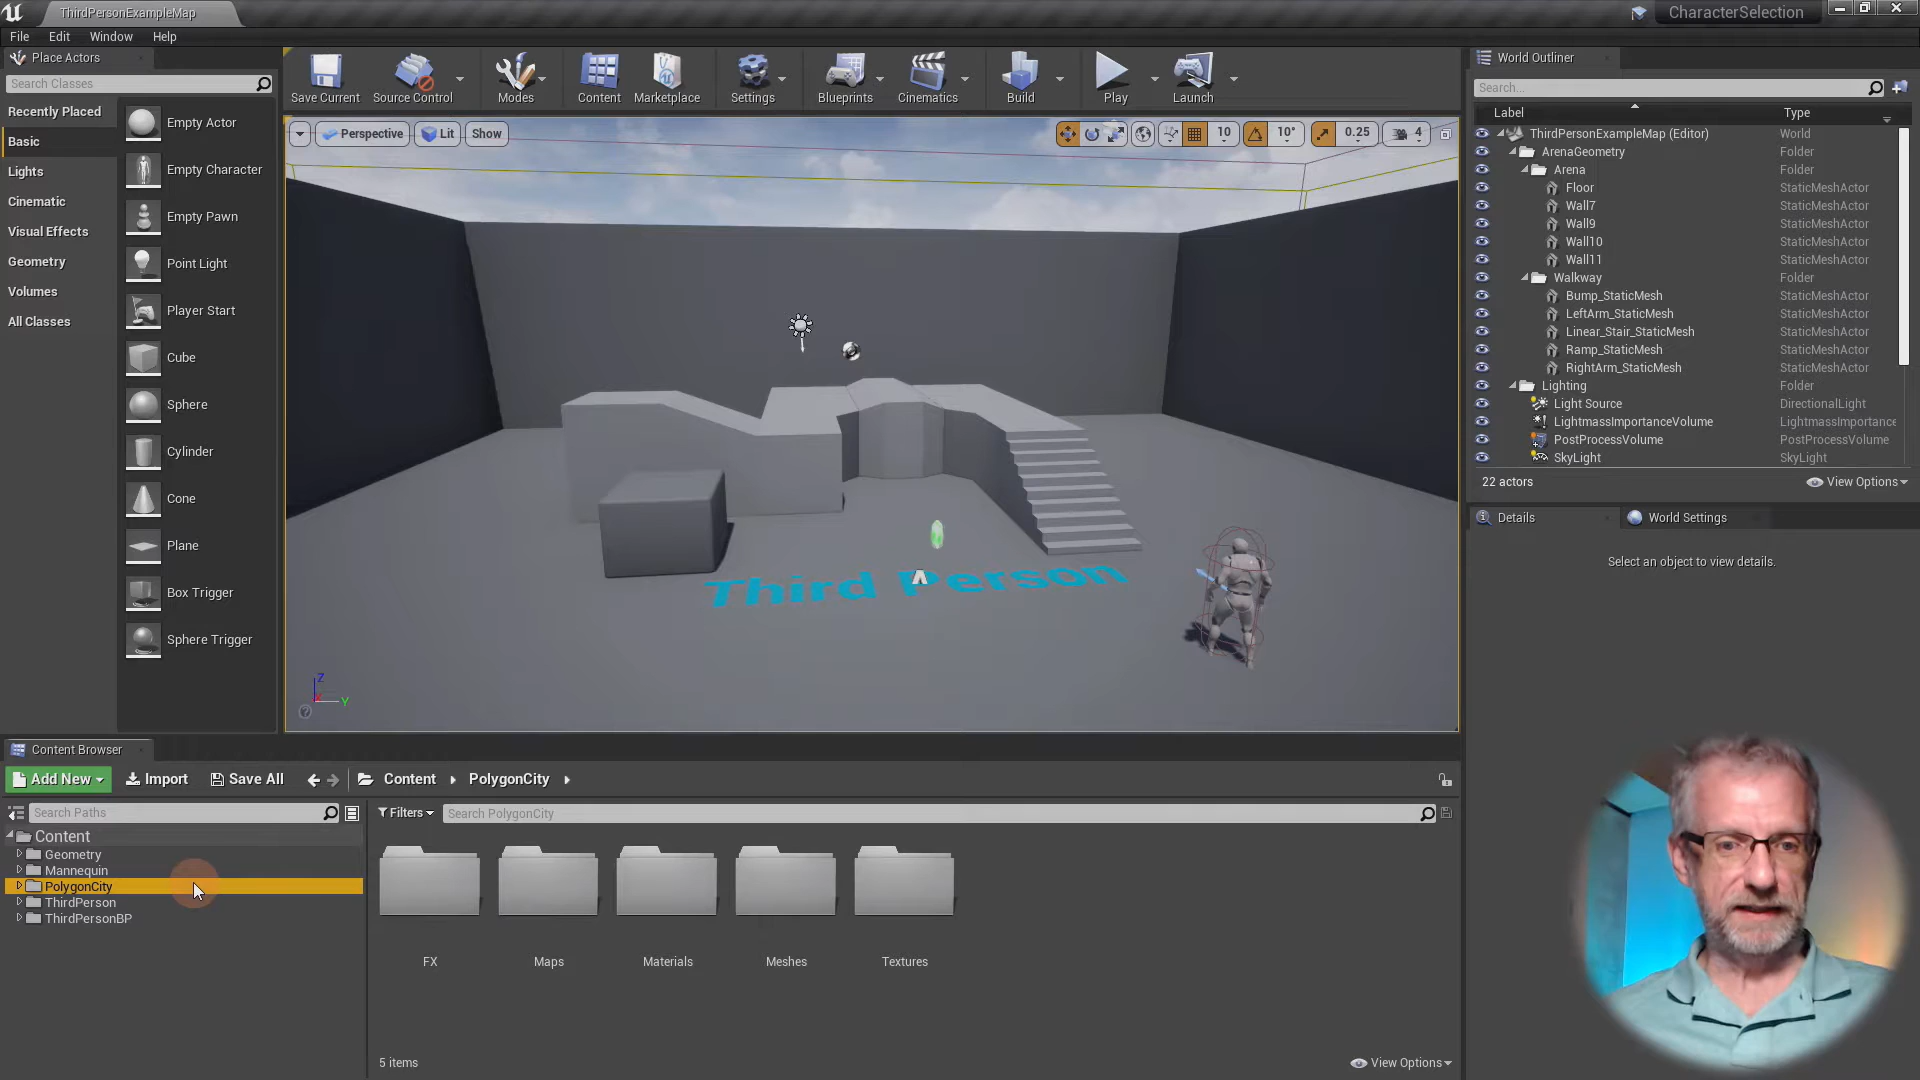 ThirdPersonExampleMap
CharacterSelection
File Edit Window Help
Place Actors
Search Classes
Recently Placed
Basic
Lights
Cinematic
Visual Effects
Geometry
Volumes
All Classes
Empty Actor
Empty Character
Empty Pawn
Point Light
Player Start
Cube
Sphere
Cylinder
Cone
Plane
Box Trigger
Sphere Trigger
Save Current Source Control Modes Content Marketplace Settings Blueprints Cinematics Build Play Launch
Perspective Lit Show 10 10° 0.25 4
Third Person
Z
X
Y
World Outliner
Search...
Label Type
ThirdPersonExampleMap (Editor) World
ArenaGeometry Folder
Arena Folder
Floor StaticMeshActor
Wall7 StaticMeshActor
Wall9 StaticMeshActor
Wall10 StaticMeshActor
Wall11 StaticMeshActor
Walkway Folder
Bump_StaticMesh StaticMeshActor
LeftArm_StaticMesh StaticMeshActor
Linear_Stair_StaticMesh StaticMeshActor
Ramp_StaticMesh StaticMeshActor
RightArm_StaticMesh StaticMeshActor
Lighting Folder
Light Source DirectionalLight
LightmassImportanceVolume LightmassImportance
PostProcessVolume PostProcessVolume
SkyLight SkyLight
22 actors View Options
Details World Settings
Select an object to view details.
Content Browser
Add New Import Save All Content PolygonCity
Search Paths
Filters Search PolygonCity
Content
Geometry
Mannequin
PolygonCity
ThirdPerson
ThirdPersonBP
FX Maps Materials Meshes Textures
5 items View Options